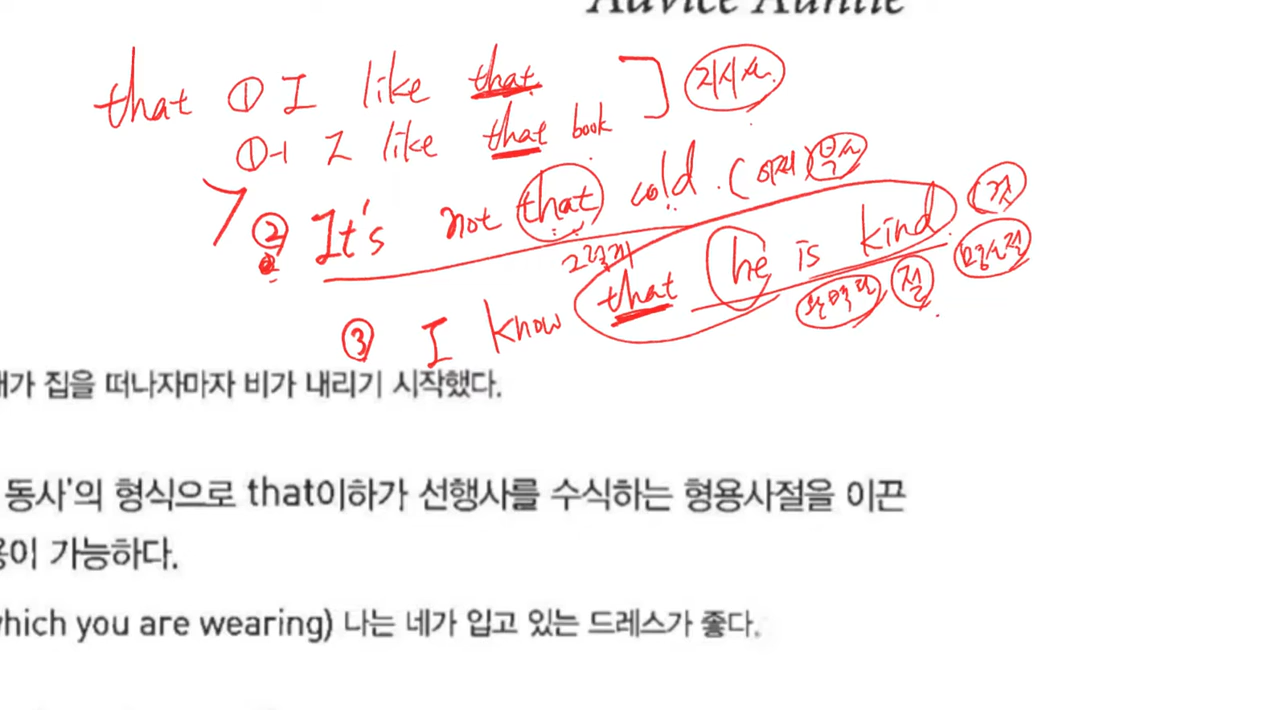 Advice Auntie
that ① I like that 지시사
①-1 I like that book
② It's not that cold. ( ) 부사
그렇게
③ I know that he is kind 것
완벽한 절 명사절
가 집을 떠나자마자 비가 내리기 시작했다.
동사'의 형식으로 that이하가 선행사를 수식하는 형용사절을 이끈
용이 가능하다.
which you are wearing) 나는 네가 입고 있는 드레스가 좋다.